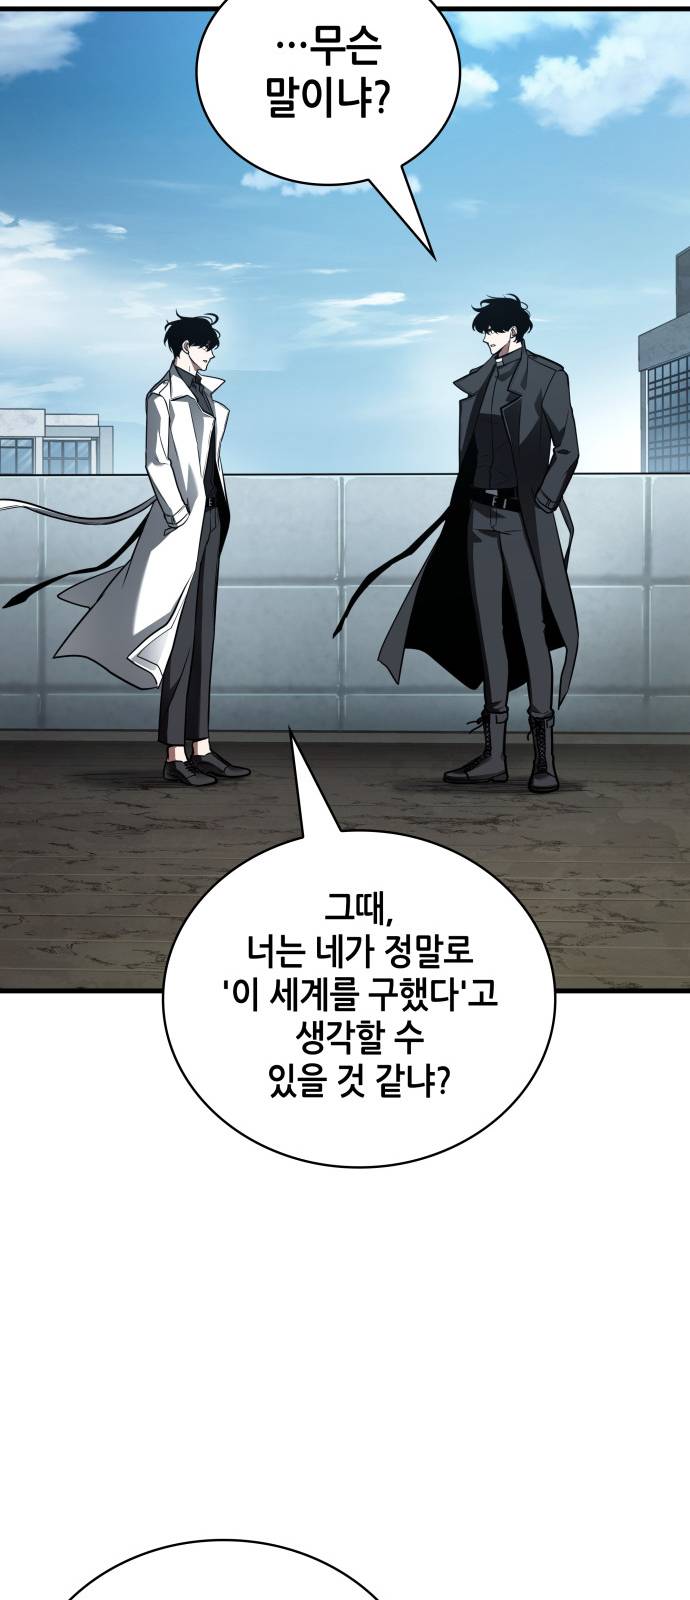 …무슨
말이냐?
그때,
너는 네가 정말로
'이 세계를 구했다'고
생각할 수
있을 것 같냐?